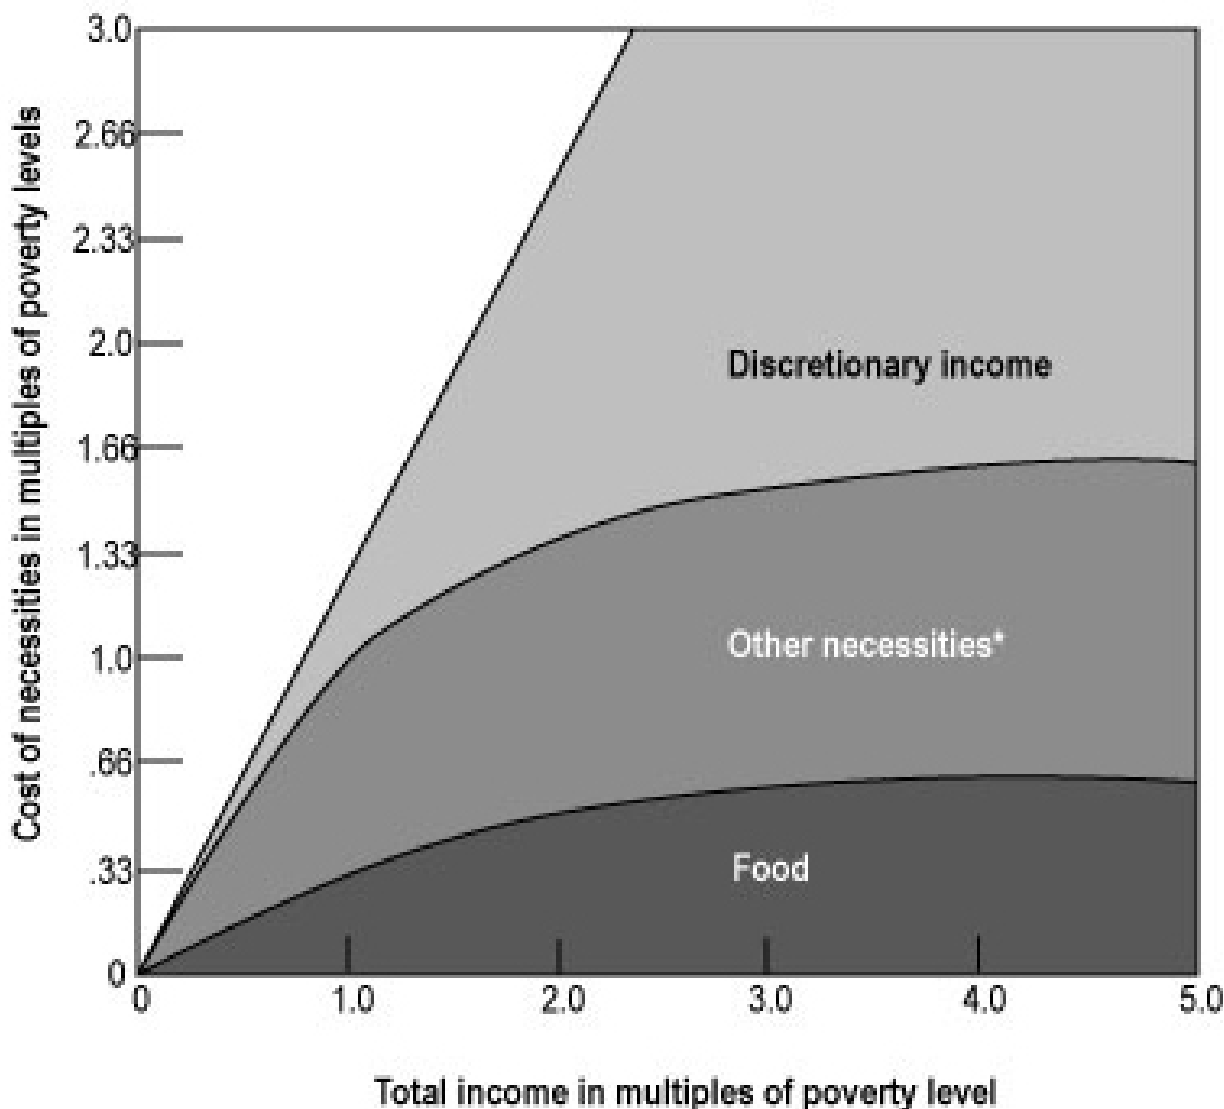 Cost of necessities in multiples of poverty levels
3.0
2.66
2.33
2.0
1.66
1.33
1.0
.66
.33
0
Discretionary income
Other necessities*
Food
0 1.0 2.0 3.0 4.0 5.0
Total income in multiples of poverty level